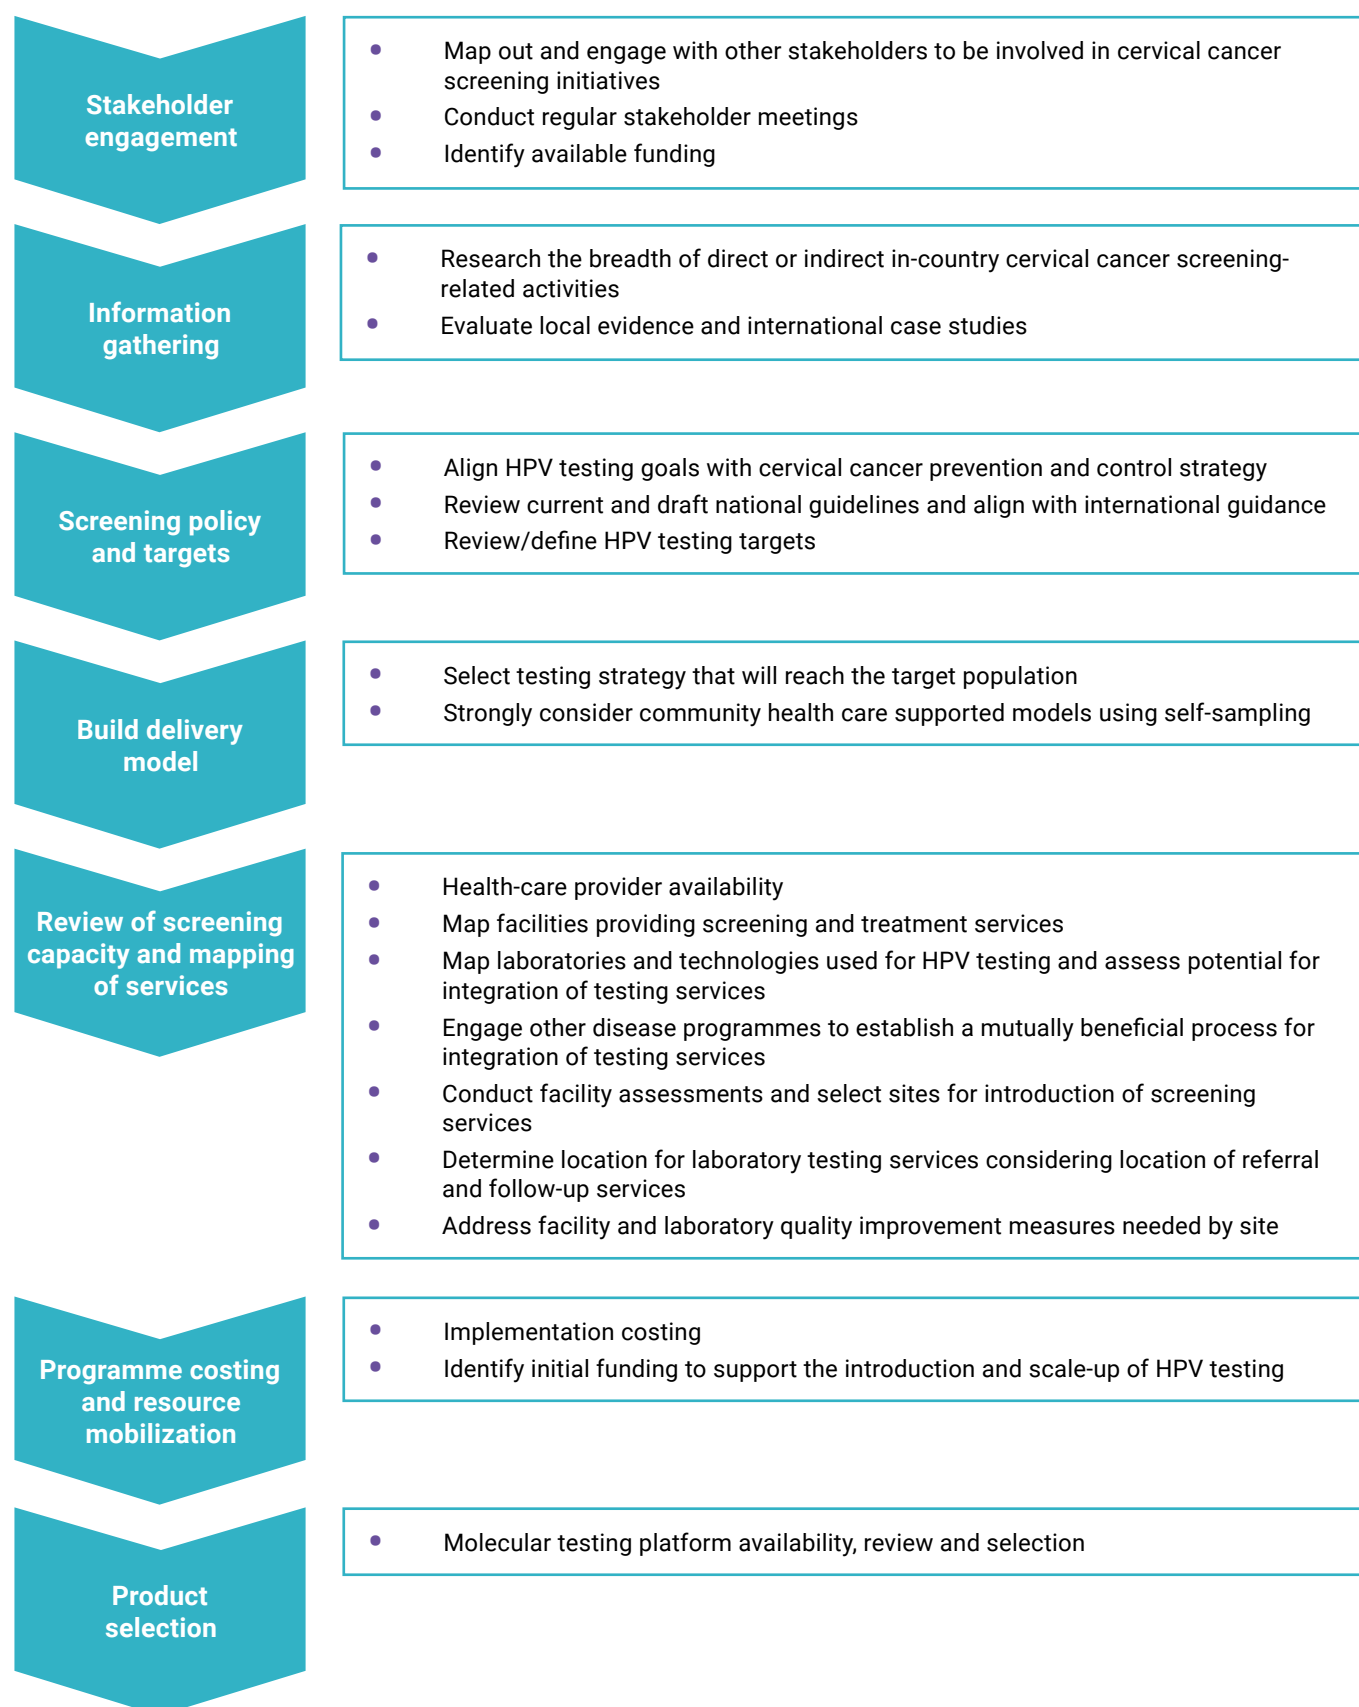 Stakeholder
engagement
• Map out and engage with other stakeholders to be involved in cervical cancer
screening initiatives
• Conduct regular stakeholder meetings
• Identify available funding
Information
gathering
• Research the breadth of direct or indirect in-country cervical cancer screening-
related activities
• Evaluate local evidence and international case studies
Screening policy
and targets
• Align HPV testing goals with cervical cancer prevention and control strategy
• Review current and draft national guidelines and align with international guidance
• Review/define HPV testing targets
Build delivery
model
• Select testing strategy that will reach the target population
• Strongly consider community health care supported models using self-sampling
Review of screening
capacity and mapping
of services
• Health-care provider availability
• Map facilities providing screening and treatment services
• Map laboratories and technologies used for HPV testing and assess potential for
integration of testing services
• Engage other disease programmes to establish a mutually beneficial process for
integration of testing services
• Conduct facility assessments and select sites for introduction of screening
services
• Determine location for laboratory testing services considering location of referral
and follow-up services
• Address facility and laboratory quality improvement measures needed by site
Programme costing
and resource
mobilization
• Implementation costing
• Identify initial funding to support the introduction and scale-up of HPV testing
Product
selection
• Molecular testing platform availability, review and selection